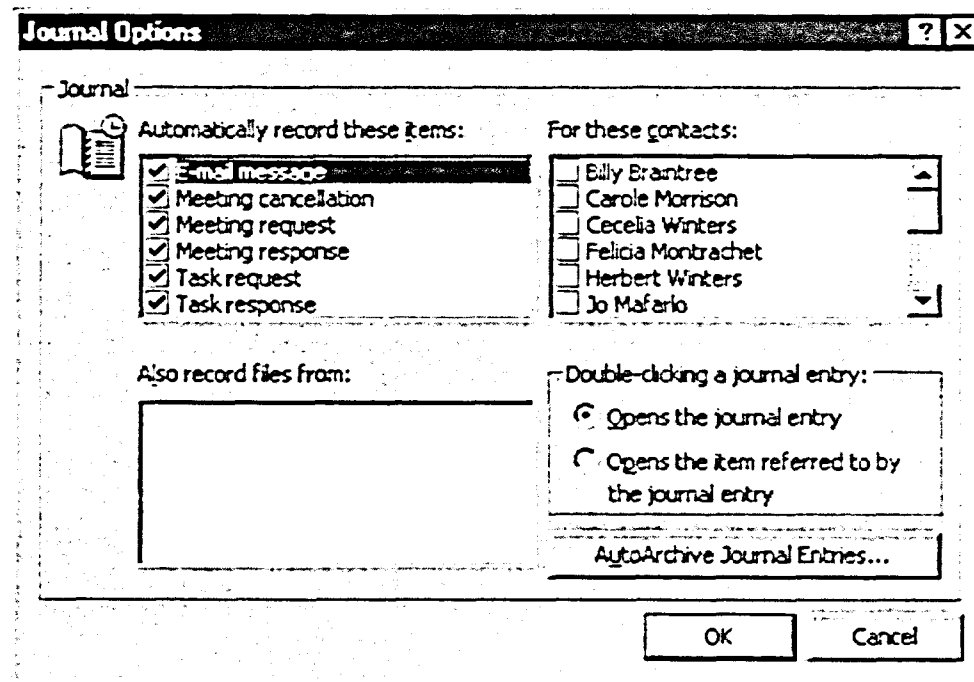 Journal Options
Journal
Automatically record these items:
E-mail message
Meeting cancellation
Meeting request
Meeting response
Task request
Task response
For these contacts:
Billy Braintree
Carole Morrison
Cecelia Winters
Felicia Montrachet
Herbert Winters
Jo Mafarlo
Also record files from:
Double-clicking a journal entry:
Opens the journal entry
Opens the item referred to by
the journal entry
AutoArchive Journal Entries...
OK
Cancel